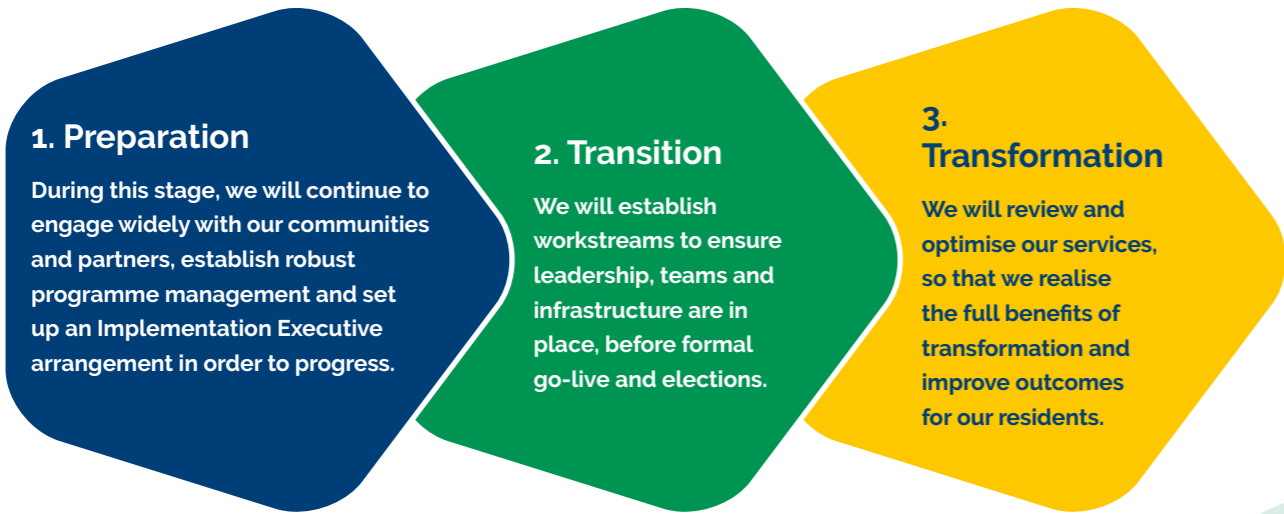 1. Preparation
During this stage, we will continue to
engage widely with our communities
and partners, establish robust
programme management and set
up an Implementation Executive
arrangement in order to progress.
2. Transition
We will establish
workstreams to ensure
leadership, teams and
infrastructure are in
place, before formal
go-live and elections.
3.
Transformation
We will review and
optimise our services,
so that we realise
the full benefits of
transformation and
improve outcomes
for our residents.